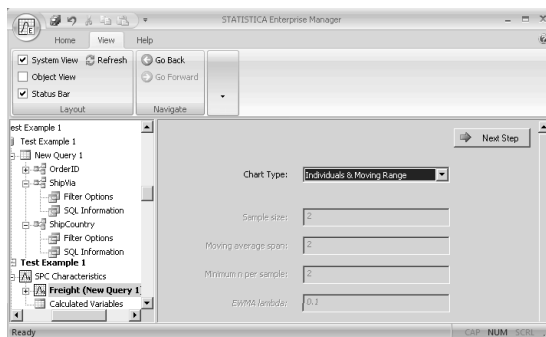 STATISTICA Enterprise Manager
Home View Help
System View Refresh
Object View
Status Bar
Layout
Go Back
Go Forward
Navigate
est Example 1
Test Example 1
New Query 1
OrderID
ShipVia
Filter Options
SQL Information
ShipCountry
Filter Options
SQL Information
Test Example 1
SPC Characteristics
Freight (New Query 1
Calculated Variables
Next Step
Chart Type: Individuals & Moving Range
Sample size: 2
Moving average span: 2
Minimum n per sample: 2
EWMA lambda: 0.1
Ready
CAP NUM SCRL